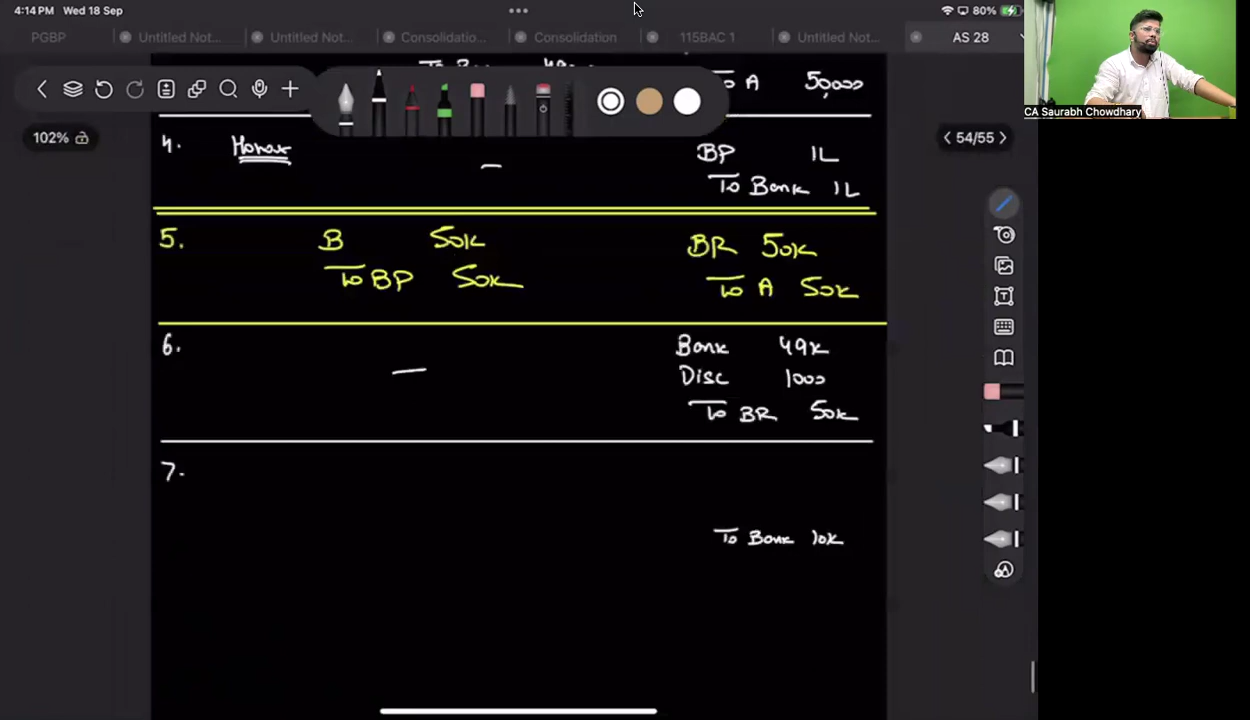 4:14 PM Wed 18 Sep
80%
PGBP
Untitled Not...
Untitled Not...
Consolidatio...
Consolidation
115BAC 1
Untitled Not...
AS 28
To A 50,000
CA Saurabh Chowdhary
102%
54/55
4. Honour — BP 1L
To Bank 1L
5. B 50k BR 50k
To BP 50k To A 50k
6. — Bank 49k
Disc 1000
To BR 50k
7.
To Bank 10k